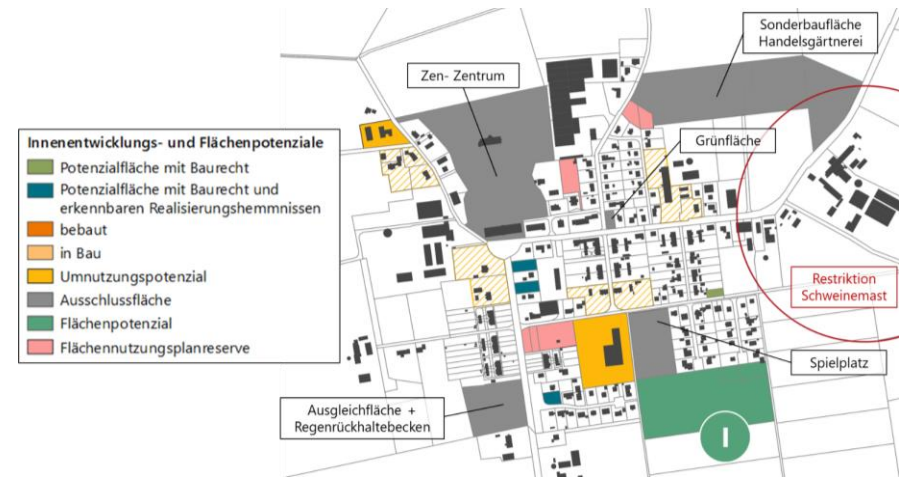 Sonderbaufläche
Handelsgärtnerei
Zen- Zentrum
Grünfläche
Innenentwicklungs- und Flächenpotenziale
Potenzialfläche mit Baurecht
Potenzialfläche mit Baurecht und
erkennbaren Realisierungshemmnissen
bebaut
in Bau
Umnutzungspotenzial
Ausschlussfläche
Flächenpotenzial
Flächennutzungsplanreserve
Restriktion
Schweinemast
Spielplatz
Ausgleichfläche +
Regenrückhaltebecken
I